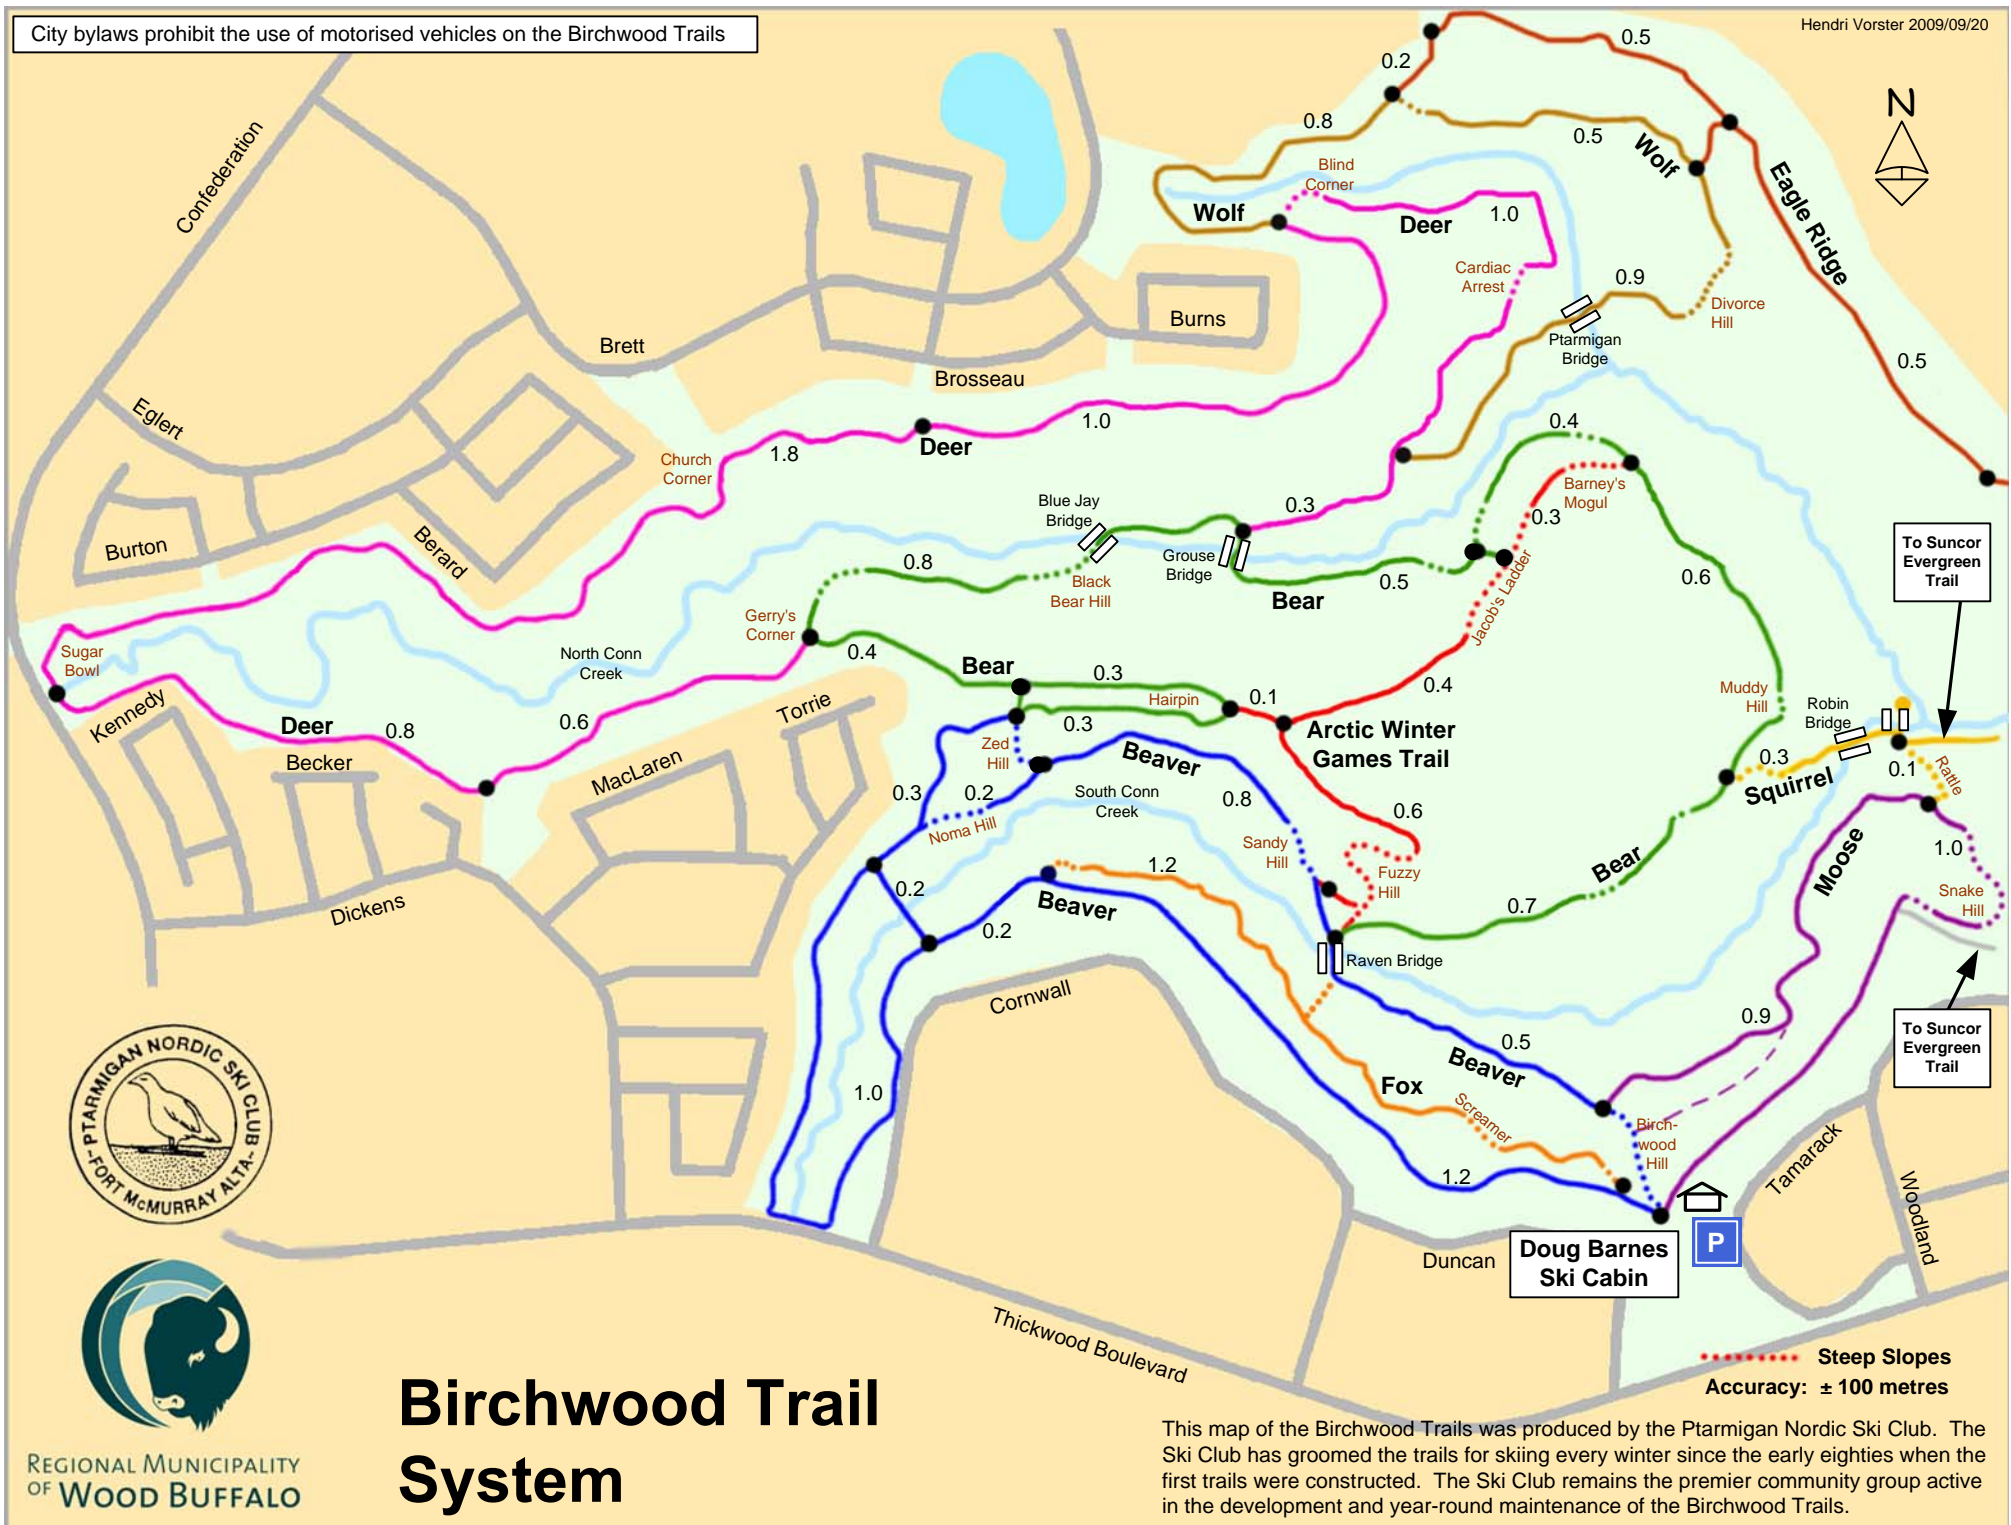 City bylaws prohibit the use of motorised vehicles on the Birchwood Trails
Hendri Vorster 2009/09/20
N
0.5
0.2
0.8
0.5
Wolf
Eagle Ridge
Confederation
Blind
Corner
Wolf
Deer
1.0
Cardiac
Arrest
0.9
Divorce
Hill
Burns
Brett
Ptarmigan
Bridge
Brosseau
0.5
Eglert
1.0
0.4
Deer
Church
Corner
1.8
Blue Jay
Bridge
0.3
Barney's
Mogul
0.3
Burton
Berard
Grouse
Bridge
0.8
Black
Bear Hill
0.5
Bear
Jacob's Ladder
0.6
To Suncor
Evergreen
Trail
Gerry's
Corner
0.4
Sugar
Bowl
North Conn
Creek
Bear
0.3
Hairpin
0.1
0.4
Muddy
Hill
Robin
Bridge
Kennedy
Deer
0.8
0.6
Torrie
0.3
Arctic Winter
Games Trail
Zed
Hill
Beaver
Becker
MacLaren
0.3
0.2
South Conn
Creek
0.8
0.3
Squirrel
0.1
Rattle
Noma Hill
0.6
Sandy
Hill
Fuzzy
Hill
Moose
1.0
Bear
0.2
1.2
Beaver
Snake
Hill
Dickens
0.2
0.7
Raven Bridge
Cornwall
0.9
0.5
Beaver
To Suncor
Evergreen
Trail
PTARMIGAN NORDIC SKI CLUB
-FORT McMURRAY ALTA-
1.0
Fox
Screamer
Birch-
wood
Hill
Tamarack
1.2
Woodland
P
Duncan
Doug Barnes
Ski Cabin
Thickwood Boulevard
Steep Slopes
Accuracy: ± 100 metres
Birchwood Trail
System
REGIONAL MUNICIPALITY
OF WOOD BUFFALO
This map of the Birchwood Trails was produced by the Ptarmigan Nordic Ski Club. The
Ski Club has groomed the trails for skiing every winter since the early eighties when the
first trails were constructed. The Ski Club remains the premier community group active
in the development and year-round maintenance of the Birchwood Trails.